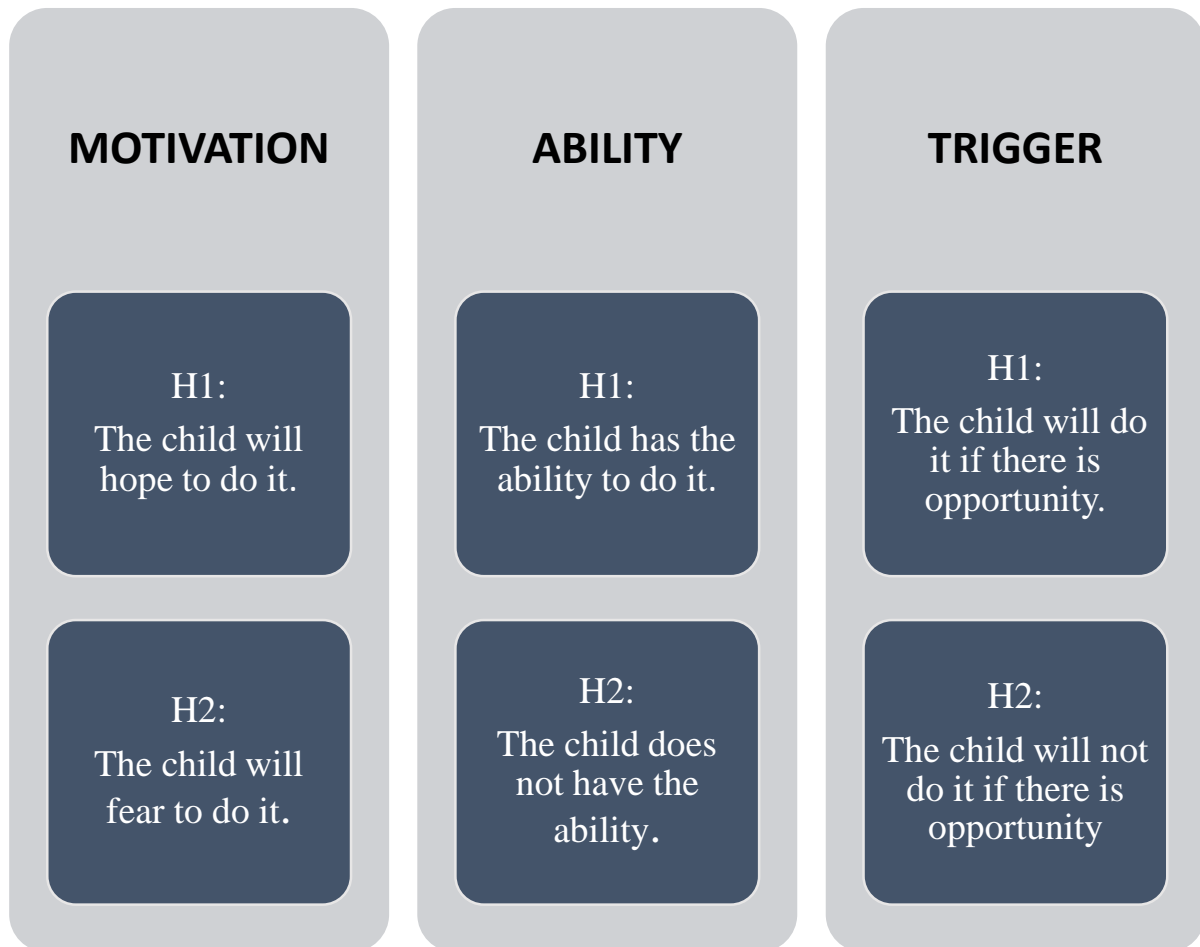 MOTIVATION
H1:
The child will
hope to do it.
H2:
The child will
fear to do it.
ABILITY
H1:
The child has the
ability to do it.
H2:
The child does
not have the
ability.
TRIGGER
H1:
The child will do
it if there is
opportunity.
H2:
The child will not
do it if there is
opportunity